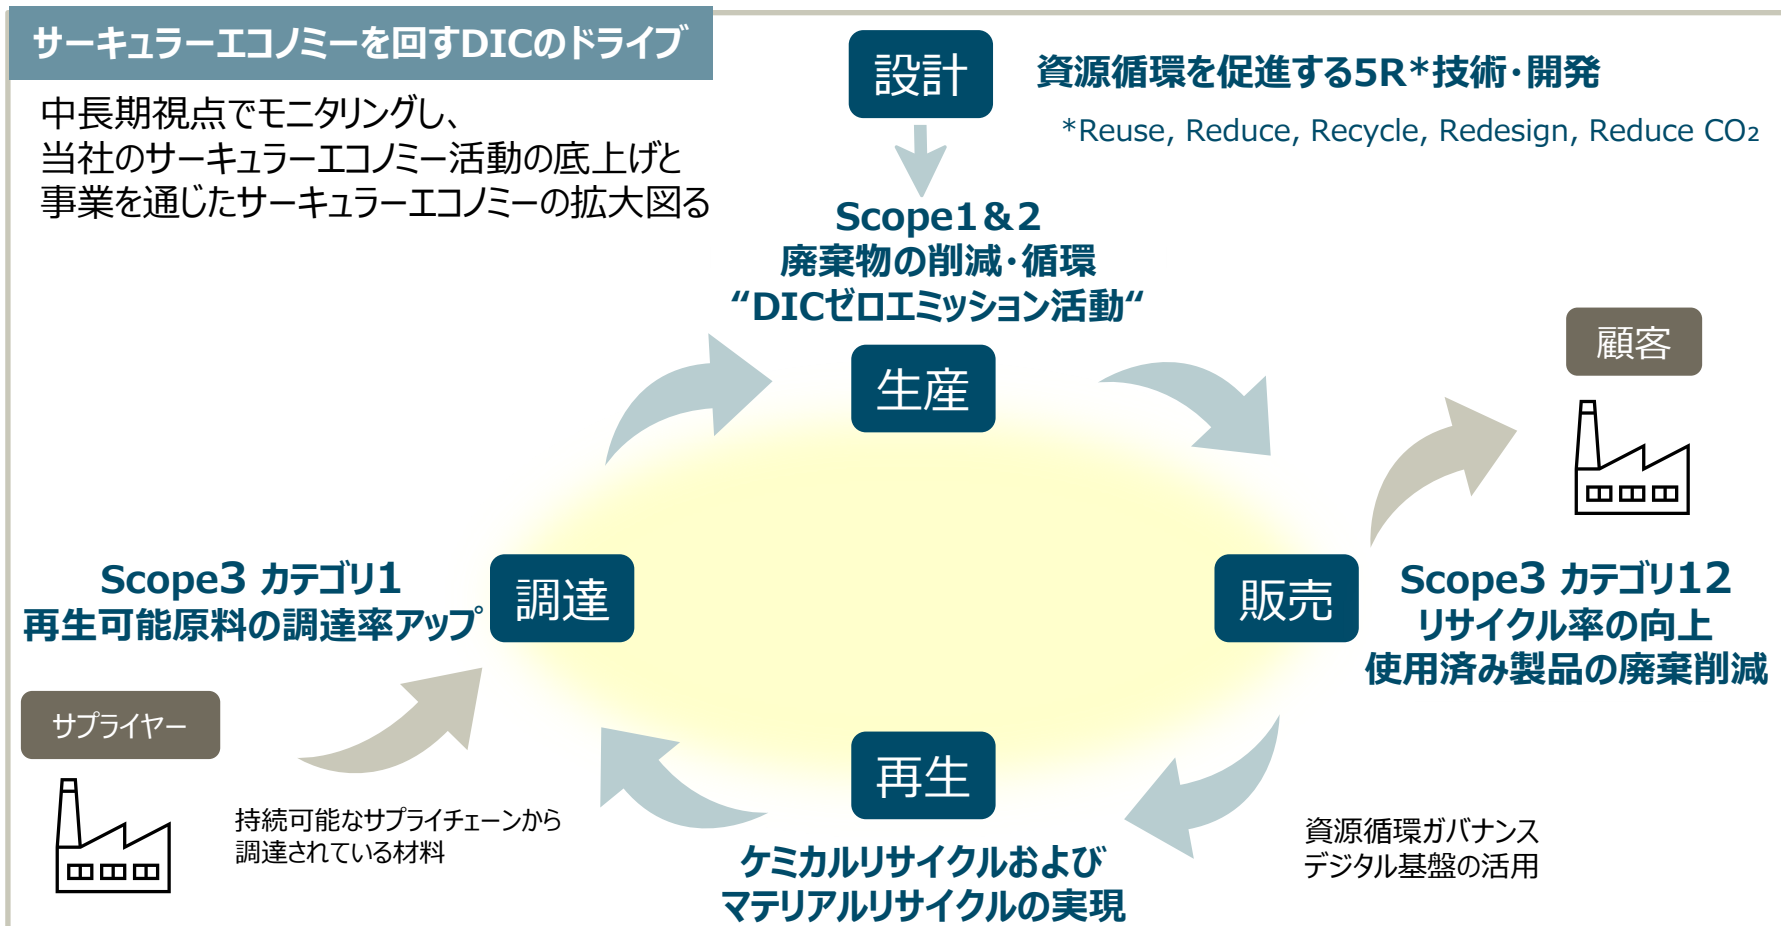 サーキュラーエコノミーを回すDICのドライブ
中長期視点でモニタリングし、
当社のサーキュラーエコノミー活動の底上げと
事業を通じたサーキュラーエコノミーの拡大図る
設計
資源循環を促進する5R*技術・開発
*Reuse, Reduce, Recycle, Redesign, Reduce CO₂
Scope1&2
廃棄物の削減・循環
“DICゼロエミッション活動“
生産
顧客
Scope3 カテゴリ1
再生可能原料の調達率アップ
調達
販売
Scope3 カテゴリ12
リサイクル率の向上
使用済み製品の廃棄削減
サプライヤー
持続可能なサプライチェーンから
調達されている材料
再生
ケミカルリサイクルおよび
マテリアルリサイクルの実現
資源循環ガバナンス
デジタル基盤の活用